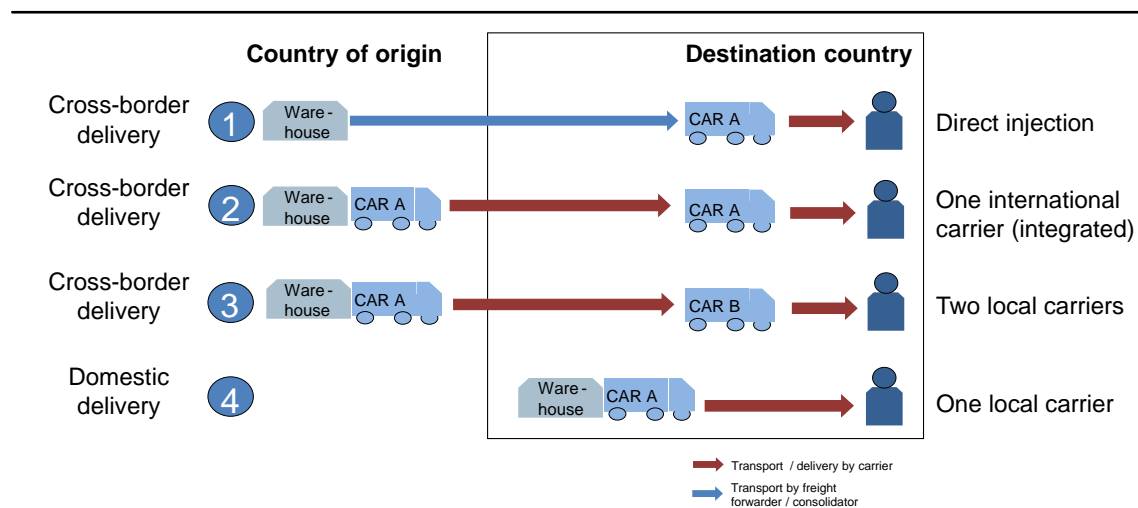 Country of origin
Destination country
Cross-border
delivery
1
Ware -
house
CAR A
Direct injection
Cross-border
delivery
2
Ware -
house
CAR A
CAR A
One international
carrier (integrated)
Cross-border
delivery
3
Ware -
house
CAR A
CAR B
Two local carriers
Domestic
delivery
4
Ware -
house
CAR A
One local carrier
Transport / delivery by carrier
Transport by freight
forwarder / consolidator